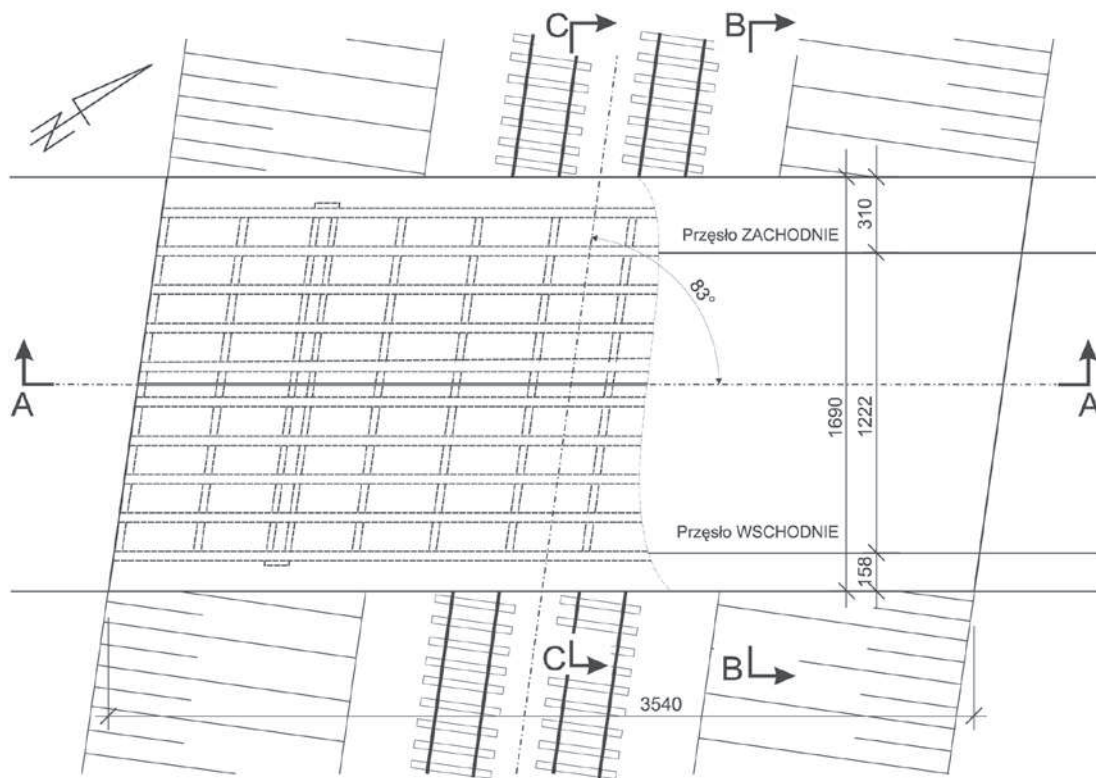 C
B
N
310
Przęsło ZACHODNIE
83°
A
A
1690
1222
Przęsło WSCHODNIE
158
C
B
3540